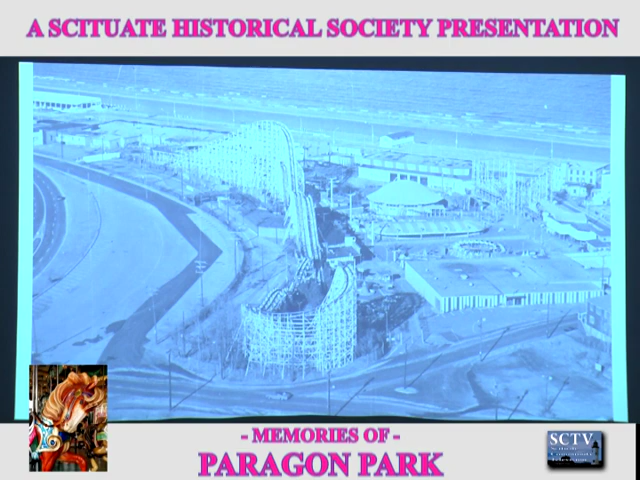 A SCITUATE HISTORICAL SOCIETY PRESENTATION
- MEMORIES OF -
PARAGON PARK
SCTV